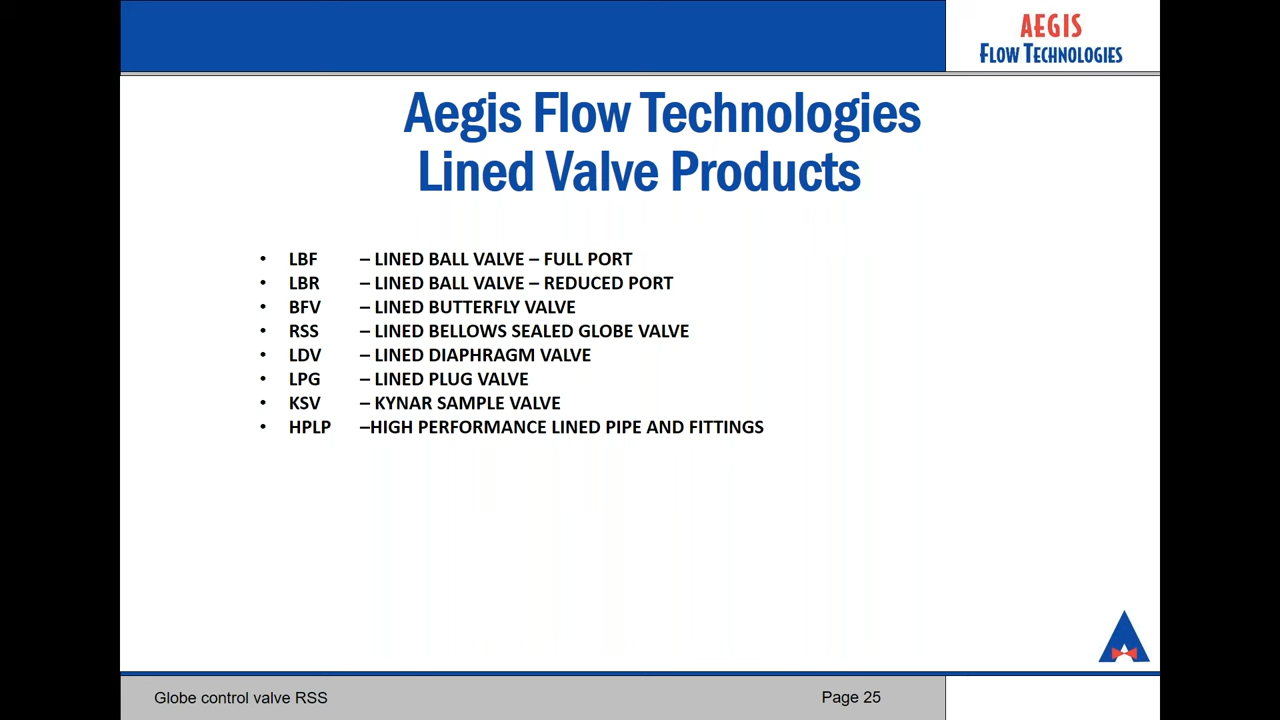 AEGIS
FLOW TECHNOLOGIES
Aegis Flow Technologies
Lined Valve Products
• LBF – LINED BALL VALVE – FULL PORT
• LBR – LINED BALL VALVE – REDUCED PORT
• BFV – LINED BUTTERFLY VALVE
• RSS – LINED BELLOWS SEALED GLOBE VALVE
• LDV – LINED DIAPHRAGM VALVE
• LPG – LINED PLUG VALVE
• KSV – KYNAR SAMPLE VALVE
• HPLP –HIGH PERFORMANCE LINED PIPE AND FITTINGS
Globe control valve RSS Page 25